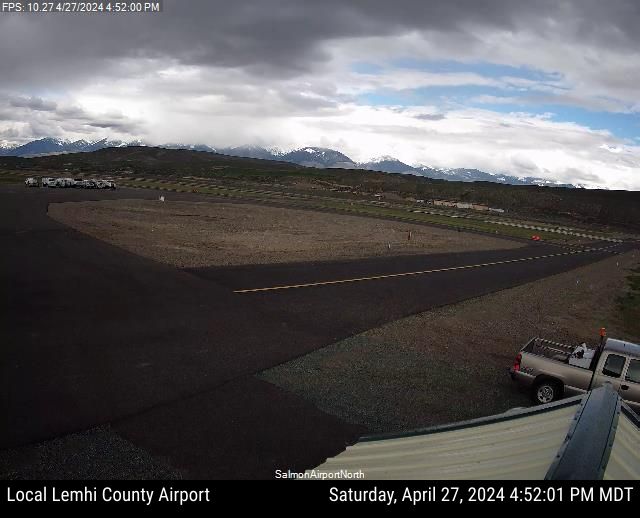 FPS: 10.27 4/27/2024 4:52:00 PM
SalmonAirportNorth
Local Lemhi County Airport Saturday, April 27, 2024 4:52:01 PM MDT